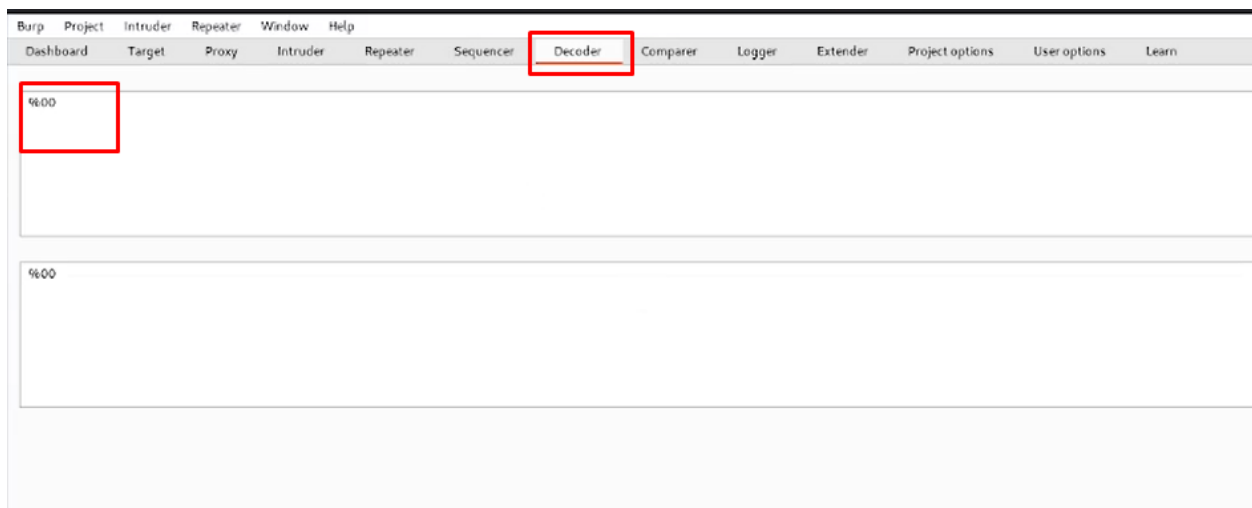 Burp Project Intruder Repeater Window Help
Dashboard Target Proxy Intruder Repeater Sequencer Decoder Comparer Logger Extender Project options User options Learn
%00
%00